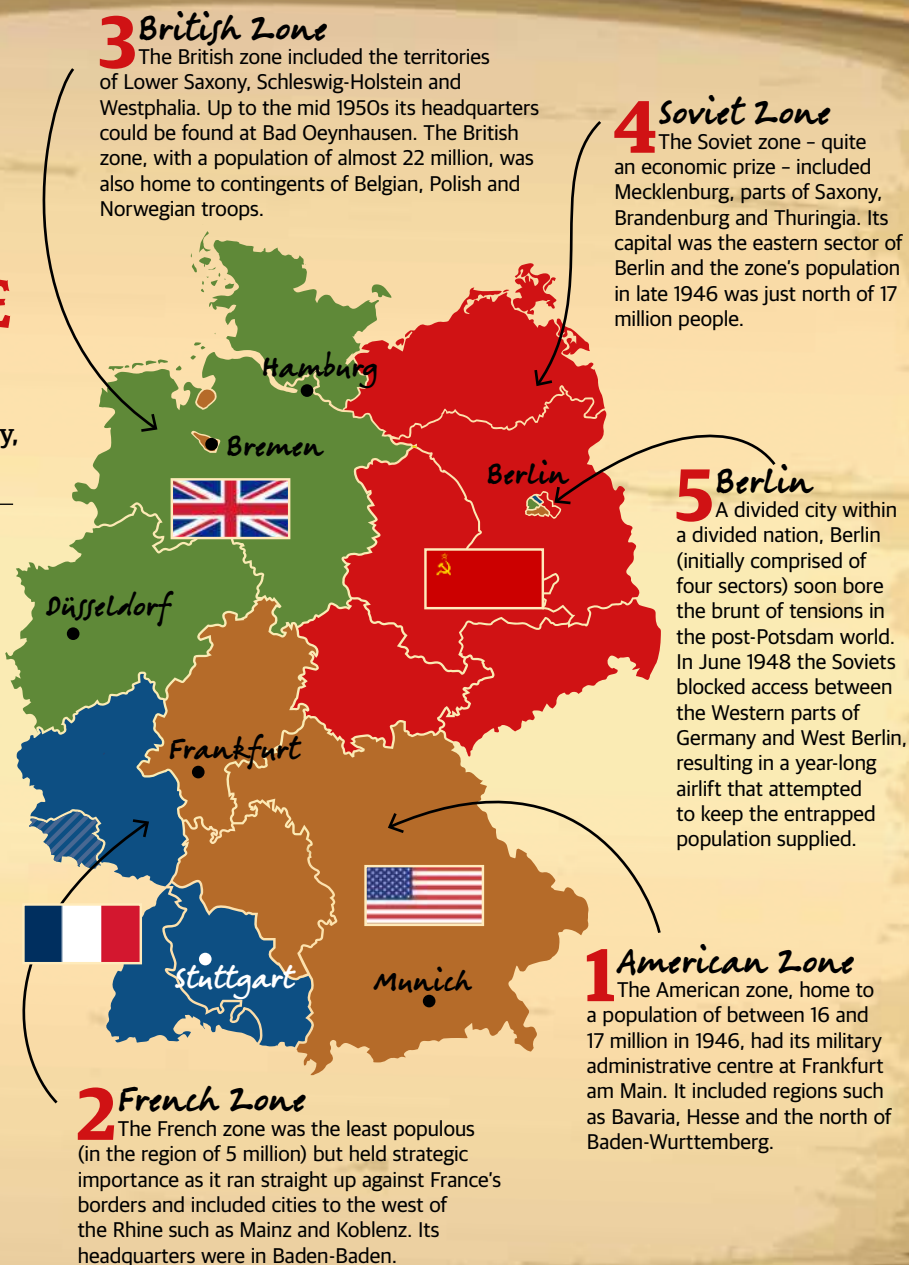 3 British Zone
The British zone included the territories
of Lower Saxony, Schleswig-Holstein and
Westphalia. Up to the mid 1950s its headquarters
could be found at Bad Oeynhausen. The British
zone, with a population of almost 22 million, was
also home to contingents of Belgian, Polish and
Norwegian troops.
4 Soviet Zone
The Soviet zone – quite
an economic prize – included
Mecklenburg, parts of Saxony,
Brandenburg and Thuringia. Its
capital was the eastern sector of
Berlin and the zone's population
in late 1946 was just north of 17
million people.
E
y,
Hamburg
Bremen
Berlin
Düsseldorf
Frankfurt
Stuttgart
Munich
5 Berlin
A divided city within
a divided nation, Berlin
(initially comprised of
four sectors) soon bore
the brunt of tensions in
the post-Potsdam world.
In June 1948 the Soviets
blocked access between
the Western parts of
Germany and West Berlin,
resulting in a year-long
airlift that attempted
to keep the entrapped
population supplied.
1 American Zone
The American zone, home to
a population of between 16 and
17 million in 1946, had its military
administrative centre at Frankfurt
am Main. It included regions such
as Bavaria, Hesse and the north of
Baden-Wurttemberg.
2 French Zone
The French zone was the least populous
(in the region of 5 million) but held strategic
importance as it ran straight up against France's
borders and included cities to the west of
the Rhine such as Mainz and Koblenz. Its
headquarters were in Baden-Baden.